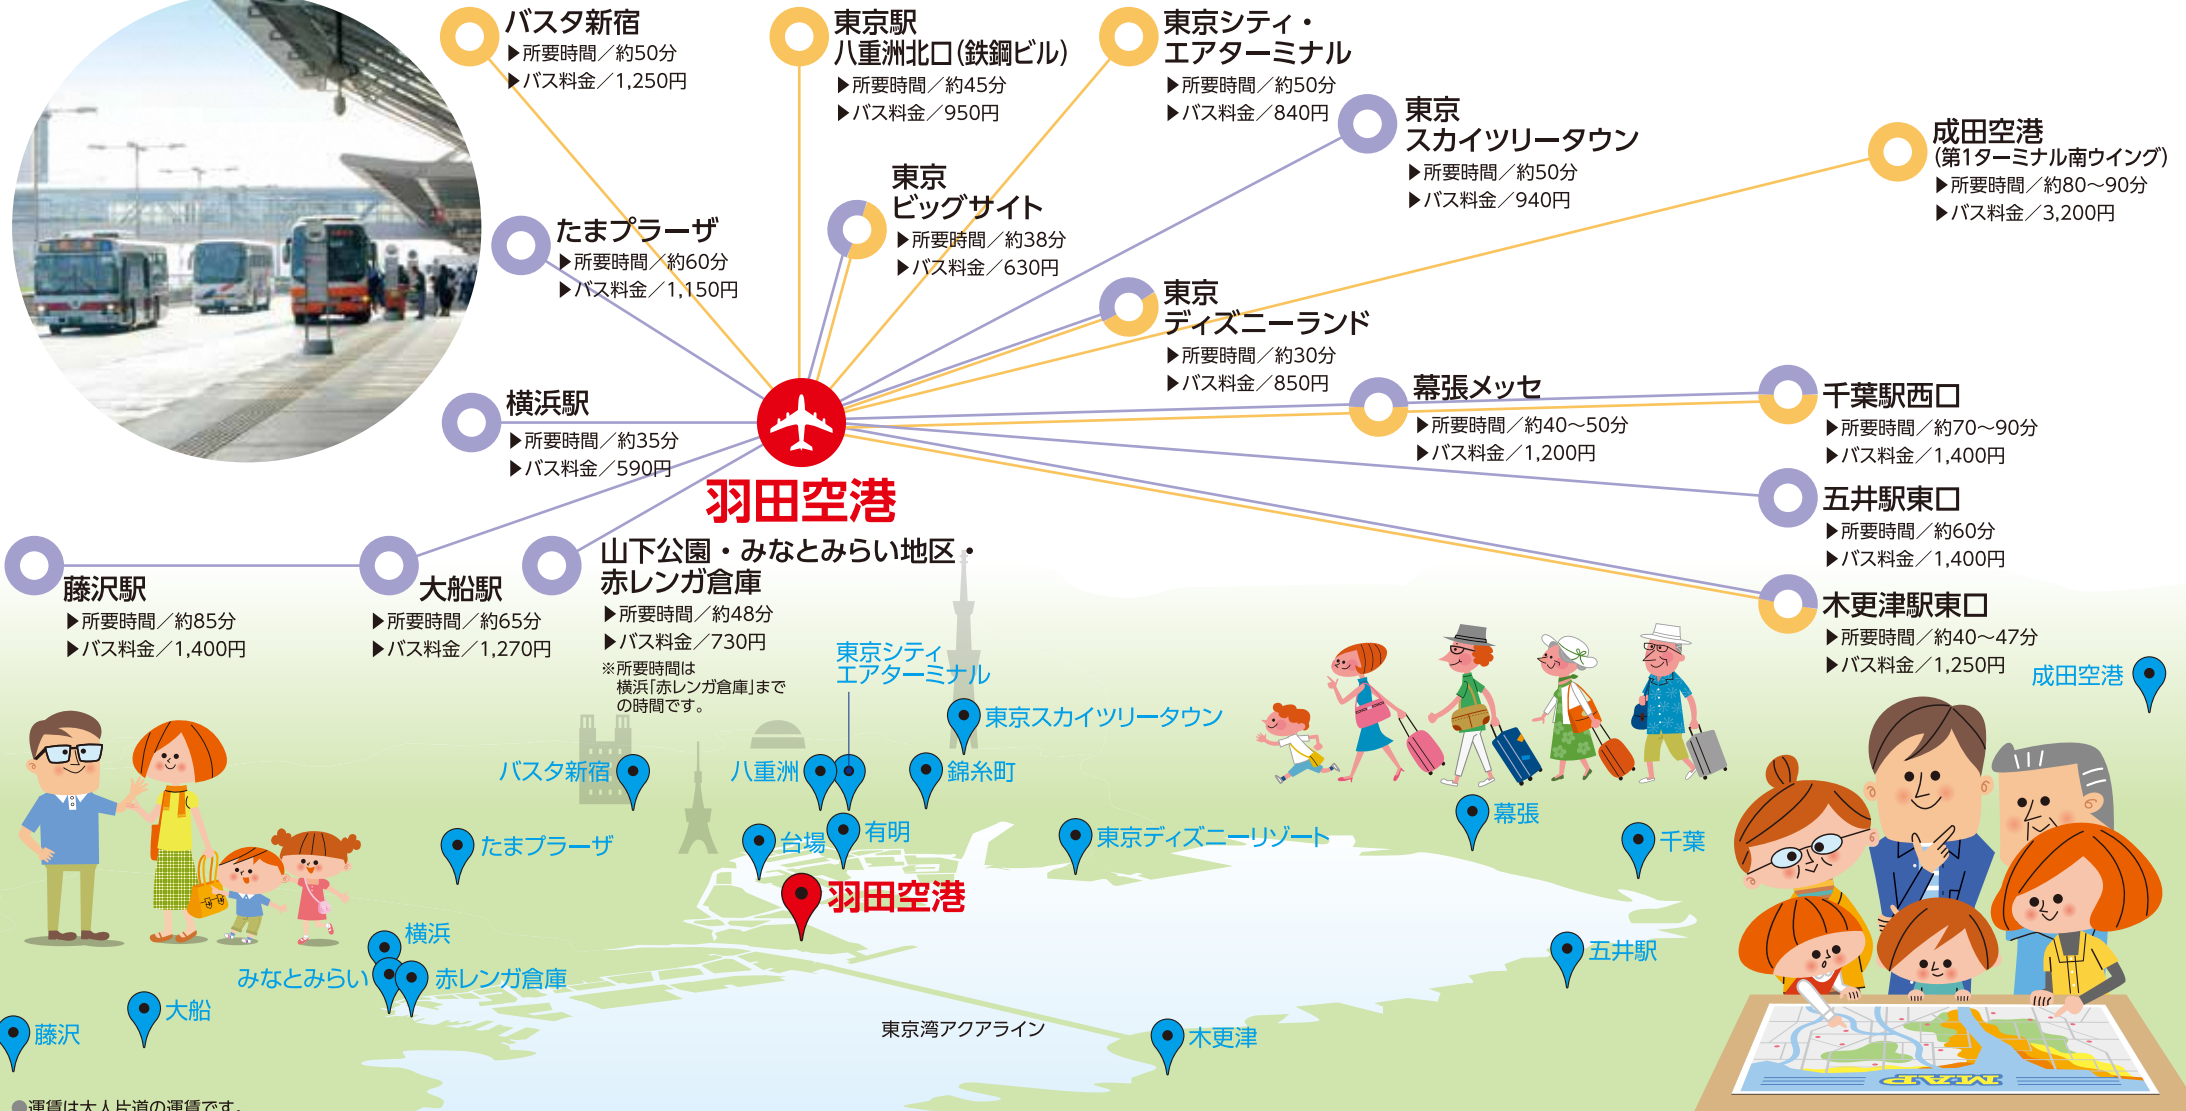 バスタ新宿
▶所要時間／約50分
▶バス料金／1,250円
東京駅
八重洲北口(鉄鋼ビル)
▶所要時間／約45分
▶バス料金／950円
東京シティ・
エアターミナル
▶所要時間／約50分
▶バス料金／840円
東京
スカイツリータウン
▶所要時間／約50分
▶バス料金／940円
成田空港
(第1ターミナル南ウイング)
▶所要時間／約80〜90分
▶バス料金／3,200円
たまプラーザ
▶所要時間／約60分
▶バス料金／1,150円
東京
ビッグサイト
▶所要時間／約38分
▶バス料金／630円
東京
ディズニーランド
▶所要時間／約30分
▶バス料金／850円
横浜駅
▶所要時間／約35分
▶バス料金／590円
羽田空港
幕張メッセ
▶所要時間／約40〜50分
▶バス料金／1,200円
千葉駅西口
▶所要時間／約70〜90分
▶バス料金／1,400円
五井駅東口
▶所要時間／約60分
▶バス料金／1,400円
木更津駅東口
▶所要時間／約40〜47分
▶バス料金／1,250円
藤沢駅
▶所要時間／約85分
▶バス料金／1,400円
大船駅
▶所要時間／約65分
▶バス料金／1,270円
山下公園・みなとみらい地区・
赤レンガ倉庫
▶所要時間／約48分
▶バス料金／730円
※所要時間は
横浜「赤レンガ倉庫」まで
の時間です。
東京シティ
エアターミナル
成田空港
東京スカイツリータウン
バスタ新宿
八重洲
錦糸町
幕張
たまプラーザ
台場
有明
東京ディズニーリゾート
千葉
羽田空港
横浜
みなとみらい
赤レンガ倉庫
五井駅
大船
藤沢
東京湾アクアライン
木更津
MAP
●運賃は大人片道の運賃です。